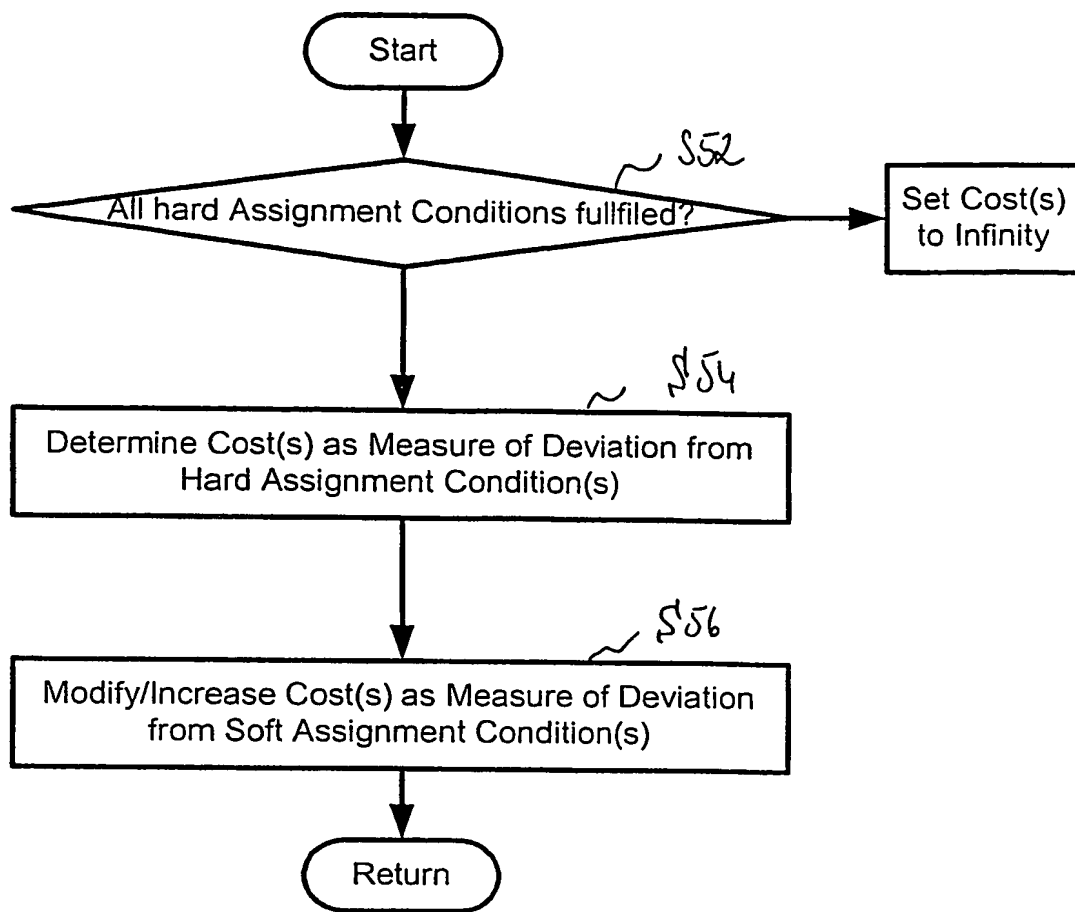 Start
S52
All hard Assignment Conditions fullfiled?
Set Cost(s)
to Infinity
S54
Determine Cost(s) as Measure of Deviation from
Hard Assignment Condition(s)
S56
Modify/Increase Cost(s) as Measure of Deviation
from Soft Assignment Condition(s)
Return